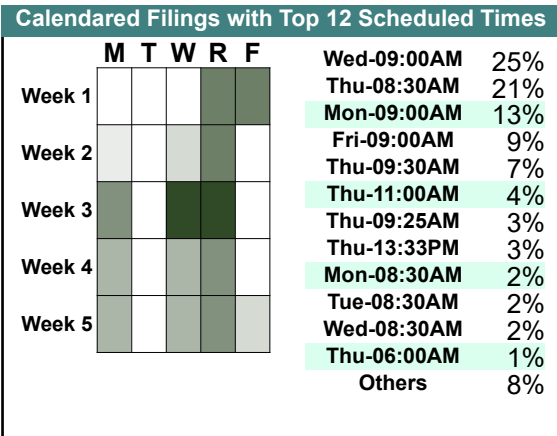 Calendared Filings with Top 12 Scheduled Times
M T W R F
Week 1
Week 2
Week 3
Week 4
Week 5
Wed-09:00AM 25%
Thu-08:30AM 21%
Mon-09:00AM 13%
Fri-09:00AM 9%
Thu-09:30AM 7%
Thu-11:00AM 4%
Thu-09:25AM 3%
Thu-13:33PM 3%
Mon-08:30AM 2%
Tue-08:30AM 2%
Wed-08:30AM 2%
Thu-06:00AM 1%
Others 8%